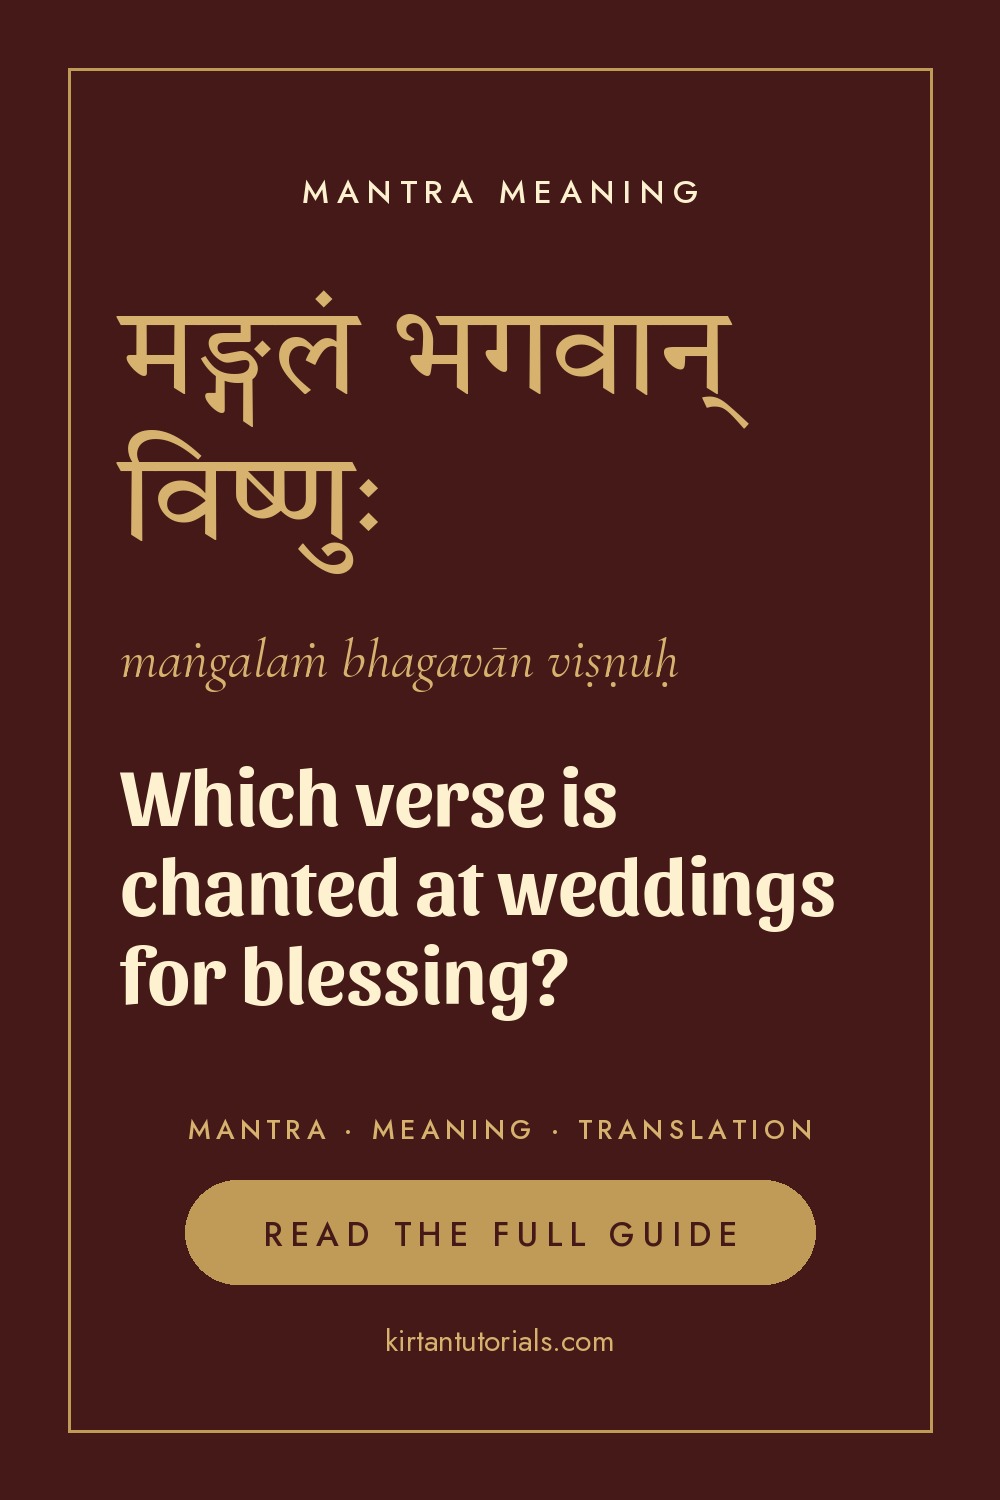 MANTRA MEANING
मङ्गलं भगवान्
विष्णुः
maṅgalaṁ bhagavān viṣṇuḥ
Which verse is
chanted at weddings
for blessing?
MANTRA · MEANING · TRANSLATION
READ THE FULL GUIDE
kirtantutorials.com